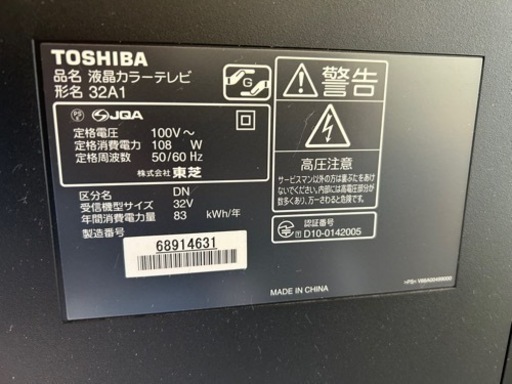 TOSHIBA
品名 液晶カラーテレビ
形名 32A1
G
JQA
定格電圧 100V～
定格消費電力 108 W
定格周波数 50/60 Hz
株式会社 東芝
区分名 DN
受信機型サイズ 32V
年間消費電力量 83 kWh/年
製造番号
68914631
警告
高圧注意
サービスマン以外の方は裏ぶたをあけ
ないでください。内部には高電圧部分が
数多くあり、万一さわると危険です。
認証番号
D10-0142005
MADE IN CHINA